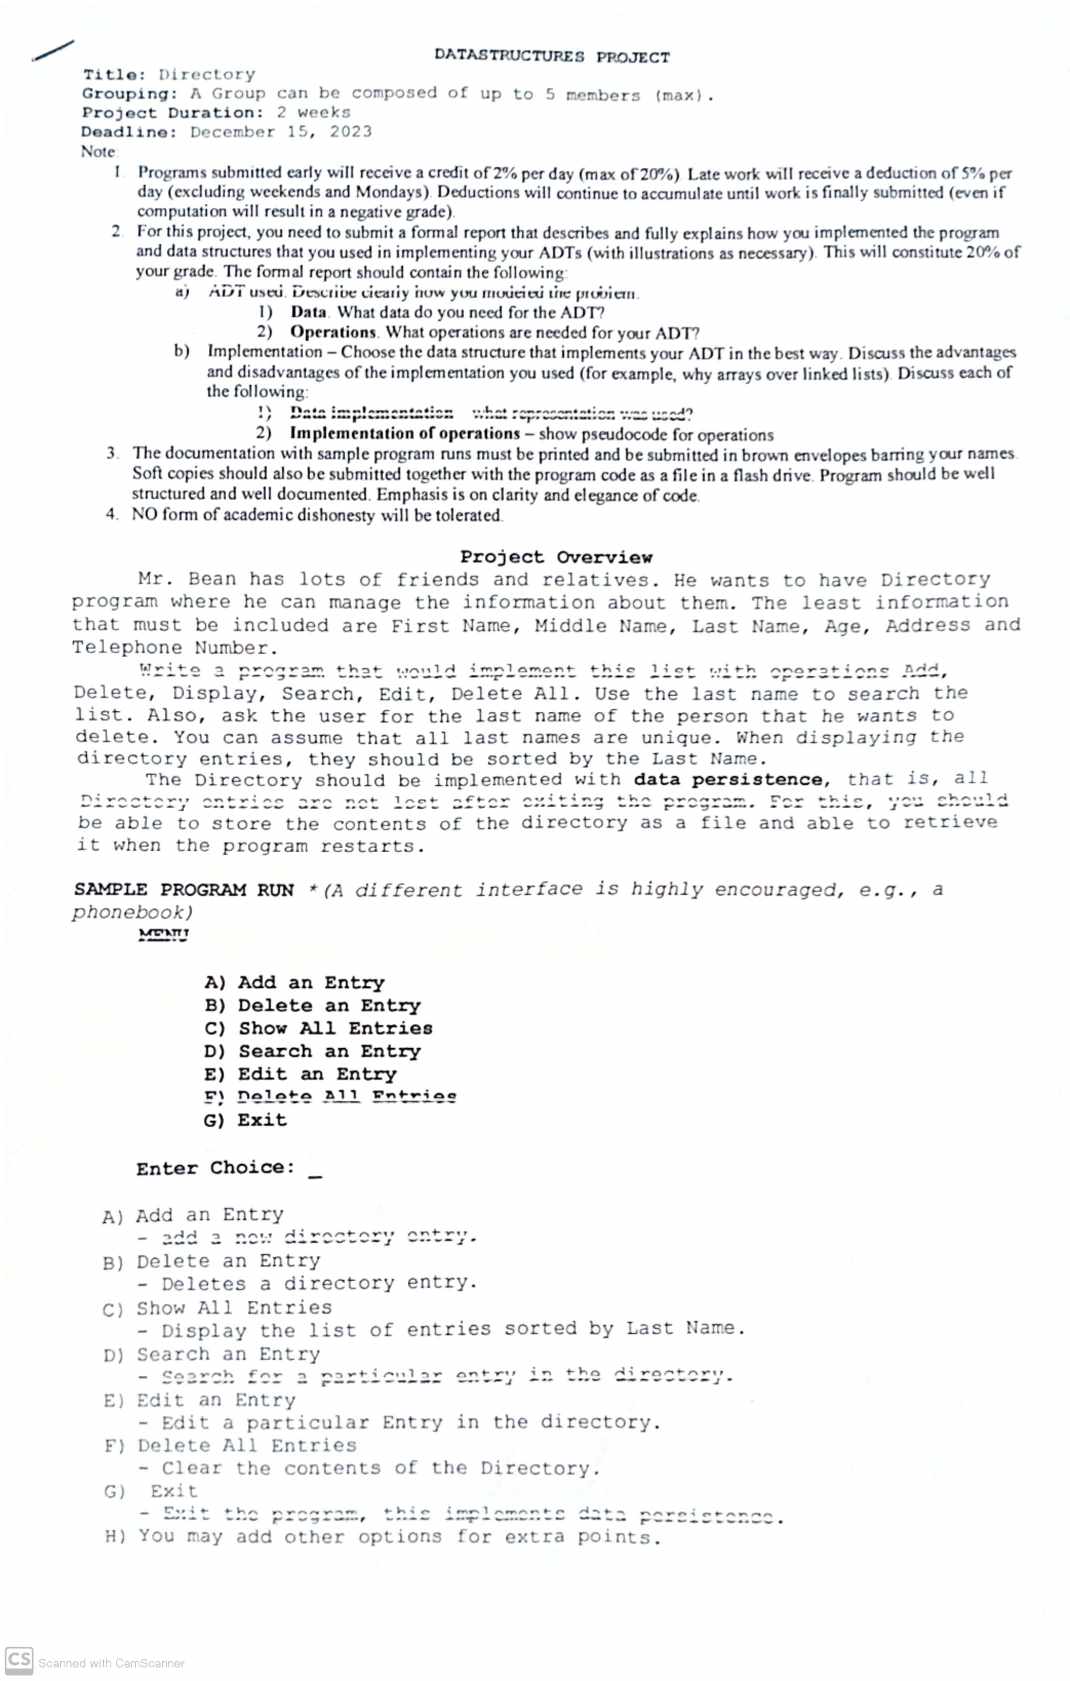 DATASTRUCTURES PROJECT
Title: Directory
Grouping: A Group can be composed of up to 5 members (max).
Project Duration: 2 weeks
Deadline: December 15, 2023
Note
1 Programs submitted early will receive a credit of 2% per day (max of 20%) Late work will receive a deduction of 5% per
day (excluding weekends and Mondays) Deductions will continue to accumulate until work is finally submitted (even if
computation will result in a negative grade)
2. For this project, you need to submit a formal report that describes and fully explains how you implemented the program
and data structures that you used in implementing your ADTs (with illustrations as necessary). This will constitute 20% of
your grade. The formal report should contain the following:
a) ADT used. Describe clearly how you modeled the problem.
1) Data. What data do you need for the ADT?
2) Operations. What operations are needed for your ADT?
b) Implementation – Choose the data structure that implements your ADT in the best way. Discuss the advantages
and disadvantages of the implementation you used (for example, why arrays over linked lists). Discuss each of
the following:
1) Data implementation what representation was used?
2) Implementation of operations – show pseudocode for operations
3. The documentation with sample program runs must be printed and be submitted in brown envelopes barring your names.
Soft copies should also be submitted together with the program code as a file in a flash drive. Program should be well
structured and well documented. Emphasis is on clarity and elegance of code.
4. NO form of academic dishonesty will be tolerated.
Project Overview
Mr. Bean has lots of friends and relatives. He wants to have Directory
program where he can manage the information about them. The least information
that must be included are First Name, Middle Name, Last Name, Age, Address and
Telephone Number.
Write a program that would implement this list with operations Add,
Delete, Display, Search, Edit, Delete All. Use the last name to search the
list. Also, ask the user for the last name of the person that he wants to
delete. You can assume that all last names are unique. When displaying the
directory entries, they should be sorted by the Last Name.
The Directory should be implemented with data persistence, that is, all
Directory entries are not lost after exiting the program. For this, you should
be able to store the contents of the directory as a file and able to retrieve
it when the program restarts.
SAMPLE PROGRAM RUN *(A different interface is highly encouraged, e.g., a
phonebook)
MENU
A) Add an Entry
B) Delete an Entry
C) Show All Entries
D) Search an Entry
E) Edit an Entry
F) Delete All Entries
G) Exit
Enter Choice: _
A) Add an Entry
- add a new directory entry.
B) Delete an Entry
- Deletes a directory entry.
C) Show All Entries
- Display the list of entries sorted by Last Name.
D) Search an Entry
- Search for a particular entry in the directory.
E) Edit an Entry
- Edit a particular Entry in the directory.
F) Delete All Entries
- Clear the contents of the Directory.
G) Exit
- Exit the program, this implements data persistence.
H) You may add other options for extra points.
CS Scanned with CamScanner